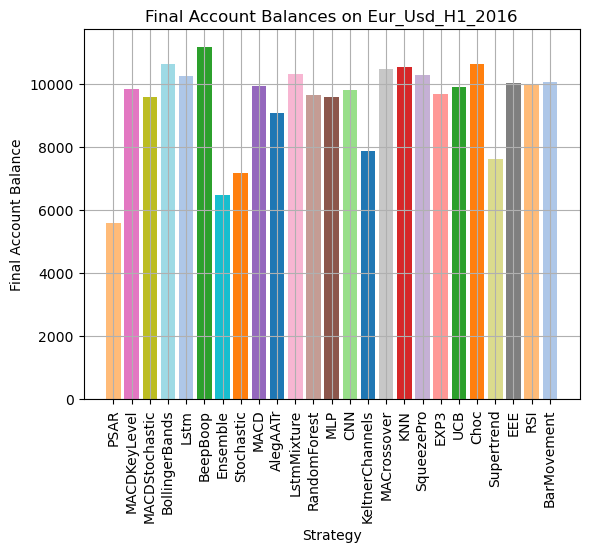 Final Account Balances on Eur_Usd_H1_2016
Final Account Balance
10000
8000
6000
4000
2000
0
PSAR
MACDKeyLevel
MACDStochastic
BollingerBands
Lstm
BeepBoop
Ensemble
Stochastic
MACD
AlegAATr
LstmMixture
RandomForest
MLP
CNN
KeltnerChannels
MACrossover
KNN
SqueezePro
EXP3
UCB
Choc
Supertrend
EEE
RSI
BarMovement
Strategy